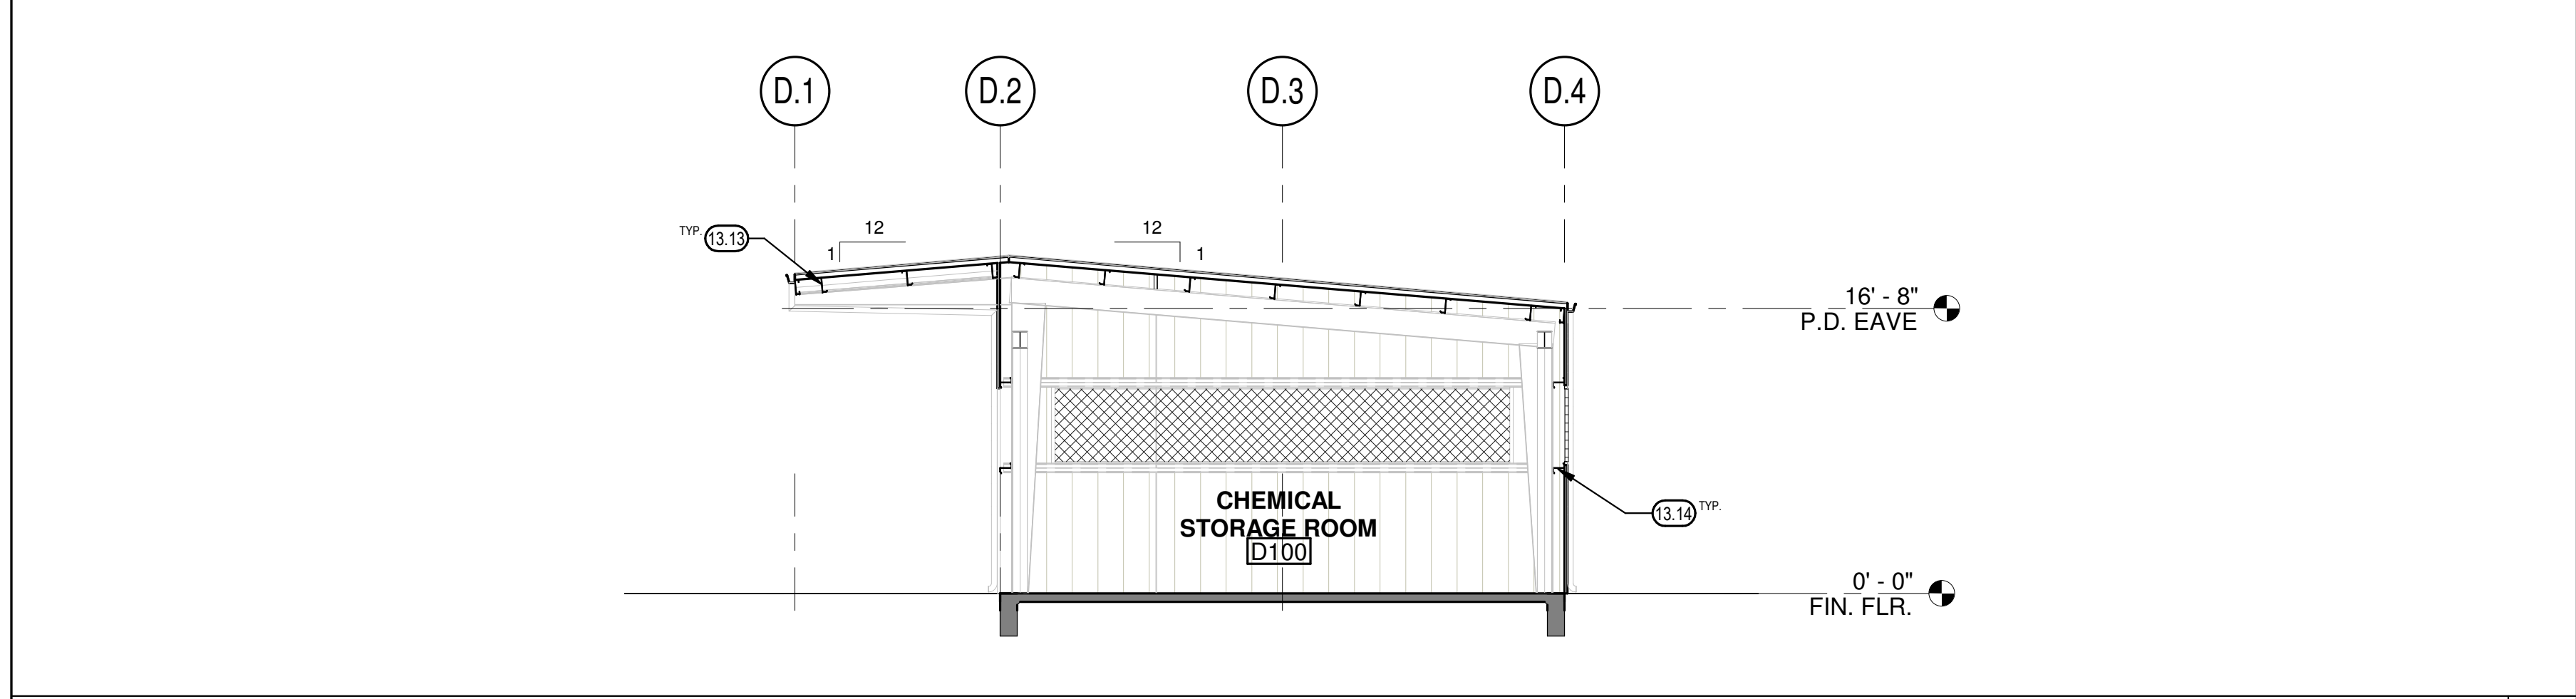 D.1
D.2
D.3
D.4
TYP.
13.13
1
12
12
1
16' - 8"
P.D. EAVE
CHEMICAL
STORAGE ROOM
D100
13.14
TYP.
0' - 0"
FIN. FLR.